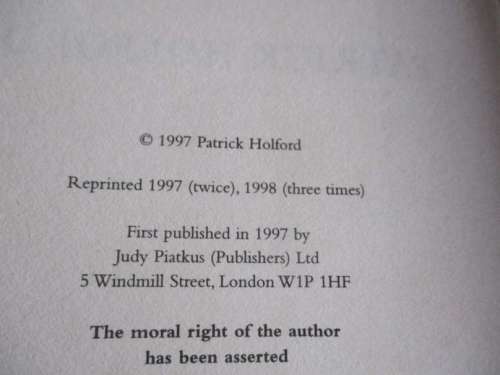 © 1997 Patrick Holford
Reprinted 1997 (twice), 1998 (three times)
First published in 1997 by
Judy Piatkus (Publishers) Ltd
5 Windmill Street, London W1P 1HF
The moral right of the author
has been asserted